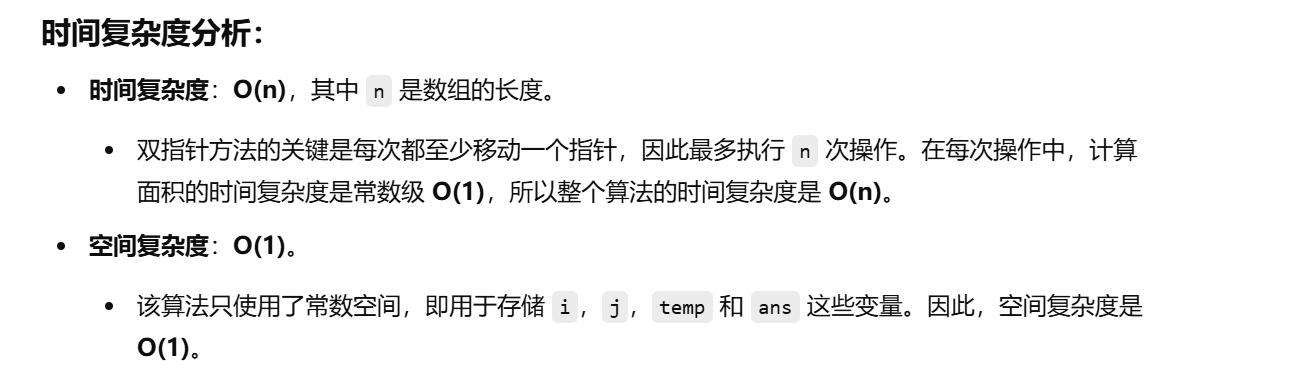 时间复杂度分析：
• 时间复杂度：O(n)，其中 n 是数组的长度。
• 双指针方法的关键是每次都至少移动一个指针，因此最多执行 n 次操作。在每次操作中，计算
面积的时间复杂度是常数级 O(1)，所以整个算法的时间复杂度是 O(n)。
• 空间复杂度：O(1)。
• 该算法只使用了常数空间，即用于存储 i，j，temp 和 ans 这些变量。因此，空间复杂度是
O(1)。